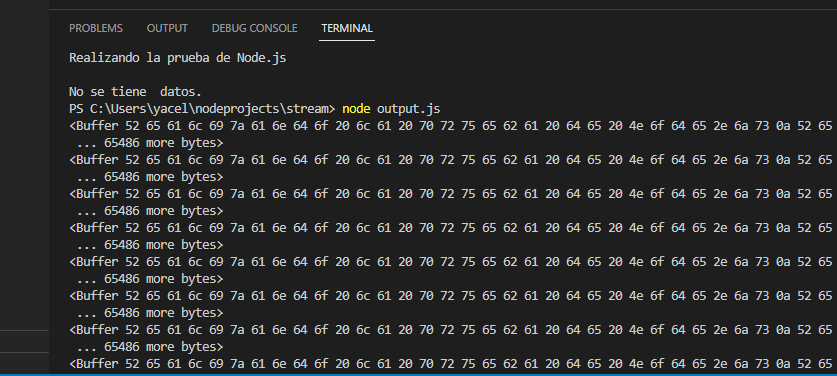 PROBLEMS OUTPUT DEBUG CONSOLE TERMINAL
Realizando la prueba de Node.js
No se tiene  datos.
PS C:\Users\yacel\nodeprojects\stream> node output.js
<Buffer 52 65 61 6c 69 7a 61 6e 64 6f 20 6c 61 20 70 72 75 65 62 61 20 64 65 20 4e 6f 64 65 2e 6a 73 0a 52 65
... 65486 more bytes>
<Buffer 52 65 61 6c 69 7a 61 6e 64 6f 20 6c 61 20 70 72 75 65 62 61 20 64 65 20 4e 6f 64 65 2e 6a 73 0a 52 65
... 65486 more bytes>
<Buffer 52 65 61 6c 69 7a 61 6e 64 6f 20 6c 61 20 70 72 75 65 62 61 20 64 65 20 4e 6f 64 65 2e 6a 73 0a 52 65
... 65486 more bytes>
<Buffer 52 65 61 6c 69 7a 61 6e 64 6f 20 6c 61 20 70 72 75 65 62 61 20 64 65 20 4e 6f 64 65 2e 6a 73 0a 52 65
... 65486 more bytes>
<Buffer 52 65 61 6c 69 7a 61 6e 64 6f 20 6c 61 20 70 72 75 65 62 61 20 64 65 20 4e 6f 64 65 2e 6a 73 0a 52 65
... 65486 more bytes>
<Buffer 52 65 61 6c 69 7a 61 6e 64 6f 20 6c 61 20 70 72 75 65 62 61 20 64 65 20 4e 6f 64 65 2e 6a 73 0a 52 65
... 65486 more bytes>
<Buffer 52 65 61 6c 69 7a 61 6e 64 6f 20 6c 61 20 70 72 75 65 62 61 20 64 65 20 4e 6f 64 65 2e 6a 73 0a 52 65
... 65486 more bytes>
<Buffer 52 65 61 6c 69 7a 61 6e 64 6f 20 6c 61 20 70 72 75 65 62 61 20 64 65 20 4e 6f 64 65 2e 6a 73 0a 52 65